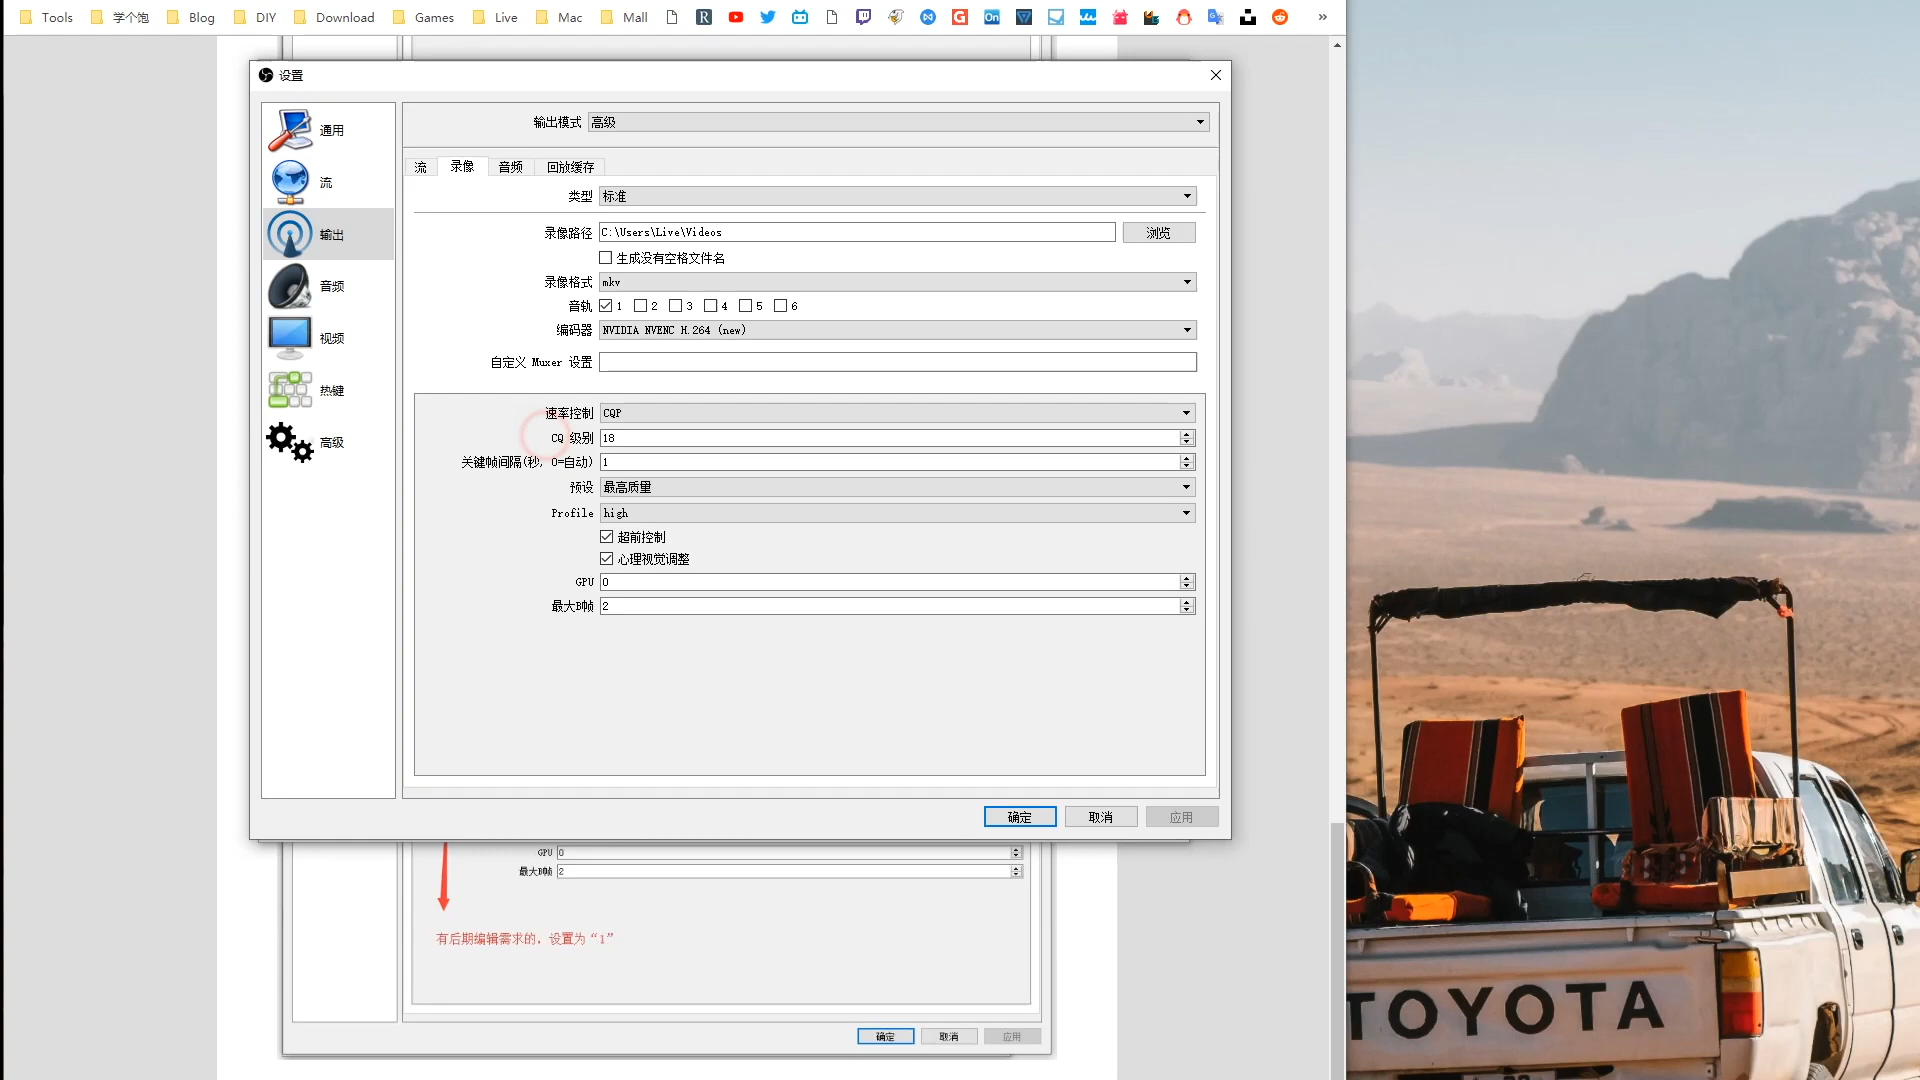 Tools 学个饱 Blog DIY Download Games Live Mac Mall
设置
通用
流
输出
音频
视频
热键
高级
输出模式 高级
流 录像 音频 回放缓存
类型 标准
录像路径 C:\Users\Live\Videos 浏览
生成没有空格文件名
录像格式 mkv
音轨 1 2 3 4 5 6
编码器 NVIDIA NVENC H.264 (new)
自定义 Muxer 设置
速率控制 CQP
CQ 级别 18
关键帧间隔(秒, 0=自动) 1
预设 最高质量
Profile high
超前控制
心理视觉调整
GPU 0
最大B帧 2
确定 取消 应用
GPU 0
最大B帧 2
有后期编辑需求的, 设置为“1”
确定 取消 应用
TOYOTA